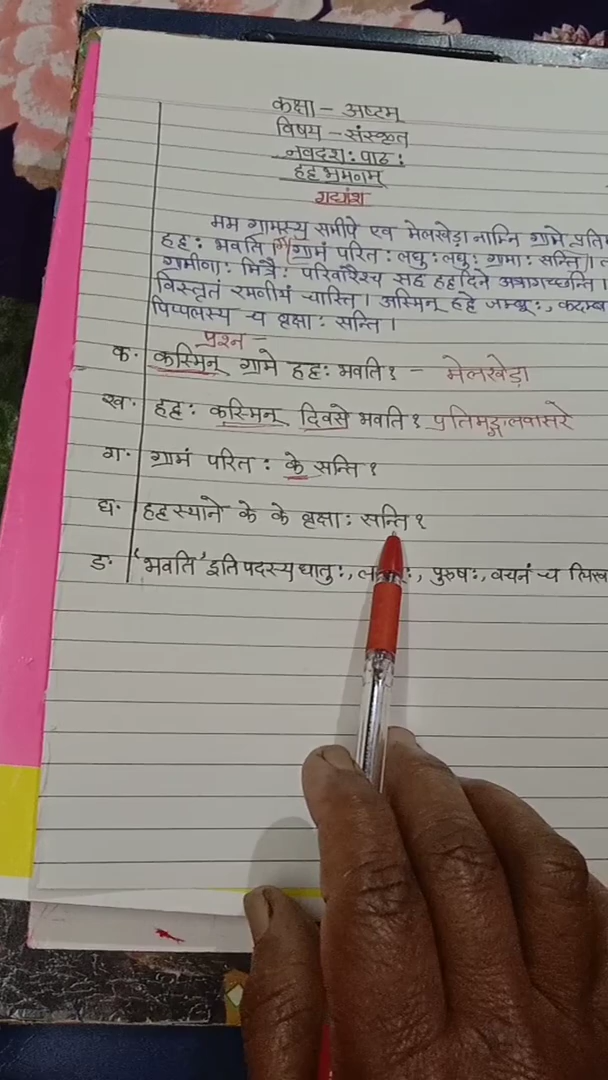 कक्षा - अष्टम्
विषय - संस्कृत
नवदश: पाठ:
हट्ट भ्रमनम्
गद्यांश
मम ग्रामस्य समीपे एव मेलखेड़ा नाम्नि ग्रामे प्रति
हट्ट: भवति । ग्रामं परित: लघु: लघु: ग्रामा: सन्ति ।
ग्रामीणा: मित्रै: परिवारैश्च सह हट्टदिने अत्रागच्छन्ति ।
विस्तृतं रमनीयं चास्ति । अस्मिन् हट्टे जम्बू:, कदम्ब
पिप्पलस्य च वृक्षा: सन्ति ।
प्रश्न -
क. कस्मिन् ग्रामे हट्ट: भवति ? - मेलखेड़ा
ख. हट्ट: कस्मिन् दिवसे भवति ? प्रतिमङ्गलवासरे
ग. ग्रामं परित: के सन्ति ?
घ. हट्टस्थाने के के वृक्षा: सन्ति ?
ङ. 'भवति' इति पदस्य धातु:, पुरुष:, वचनं च लिख